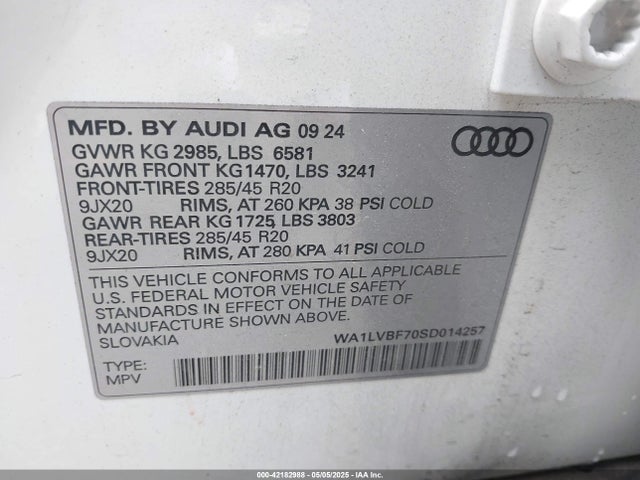 MFD. BY AUDI AG 09 24
GVWR KG 2985, LBS 6581
GAWR FRONT KG 1470, LBS 3241
FRONT-TIRES 285/45 R20
9JX20 RIMS, AT 260 KPA 38 PSI COLD
GAWR REAR KG 1725, LBS 3803
REAR-TIRES 285/45 R20
9JX20 RIMS, AT 280 KPA 41 PSI COLD
THIS VEHICLE CONFORMS TO ALL APPLICABLE
U.S. FEDERAL MOTOR VEHICLE SAFETY
STANDARDS IN EFFECT ON THE DATE OF
MANUFACTURE SHOWN ABOVE.
SLOVAKIA WA1LVBF70SD014257
TYPE:
MPV
000-42182988 - 05/05/2025 - IAAI.COM